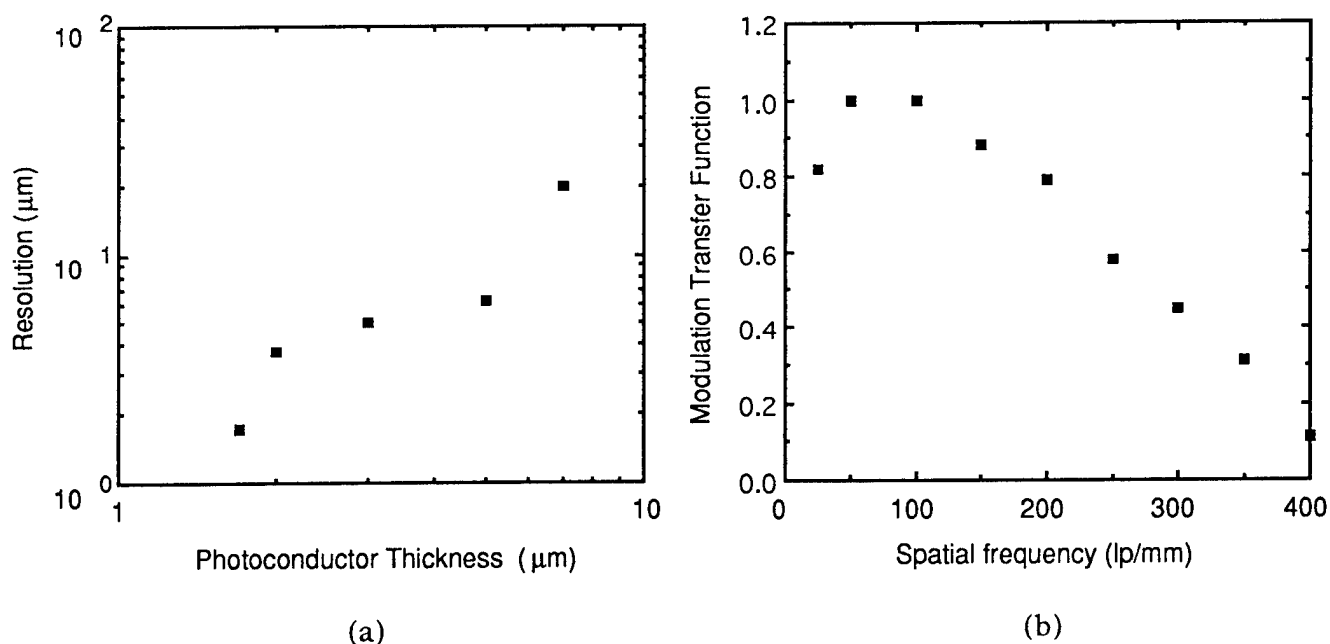 10 2
10 1
10 0
1
10
Resolution (μm)
Photoconductor Thickness (μm)
(a)
1.2
1.0
0.8
0.6
0.4
0.2
0.0
0
100
200
300
400
Modulation Transfer Function
Spatial frequency (lp/mm)
(b)